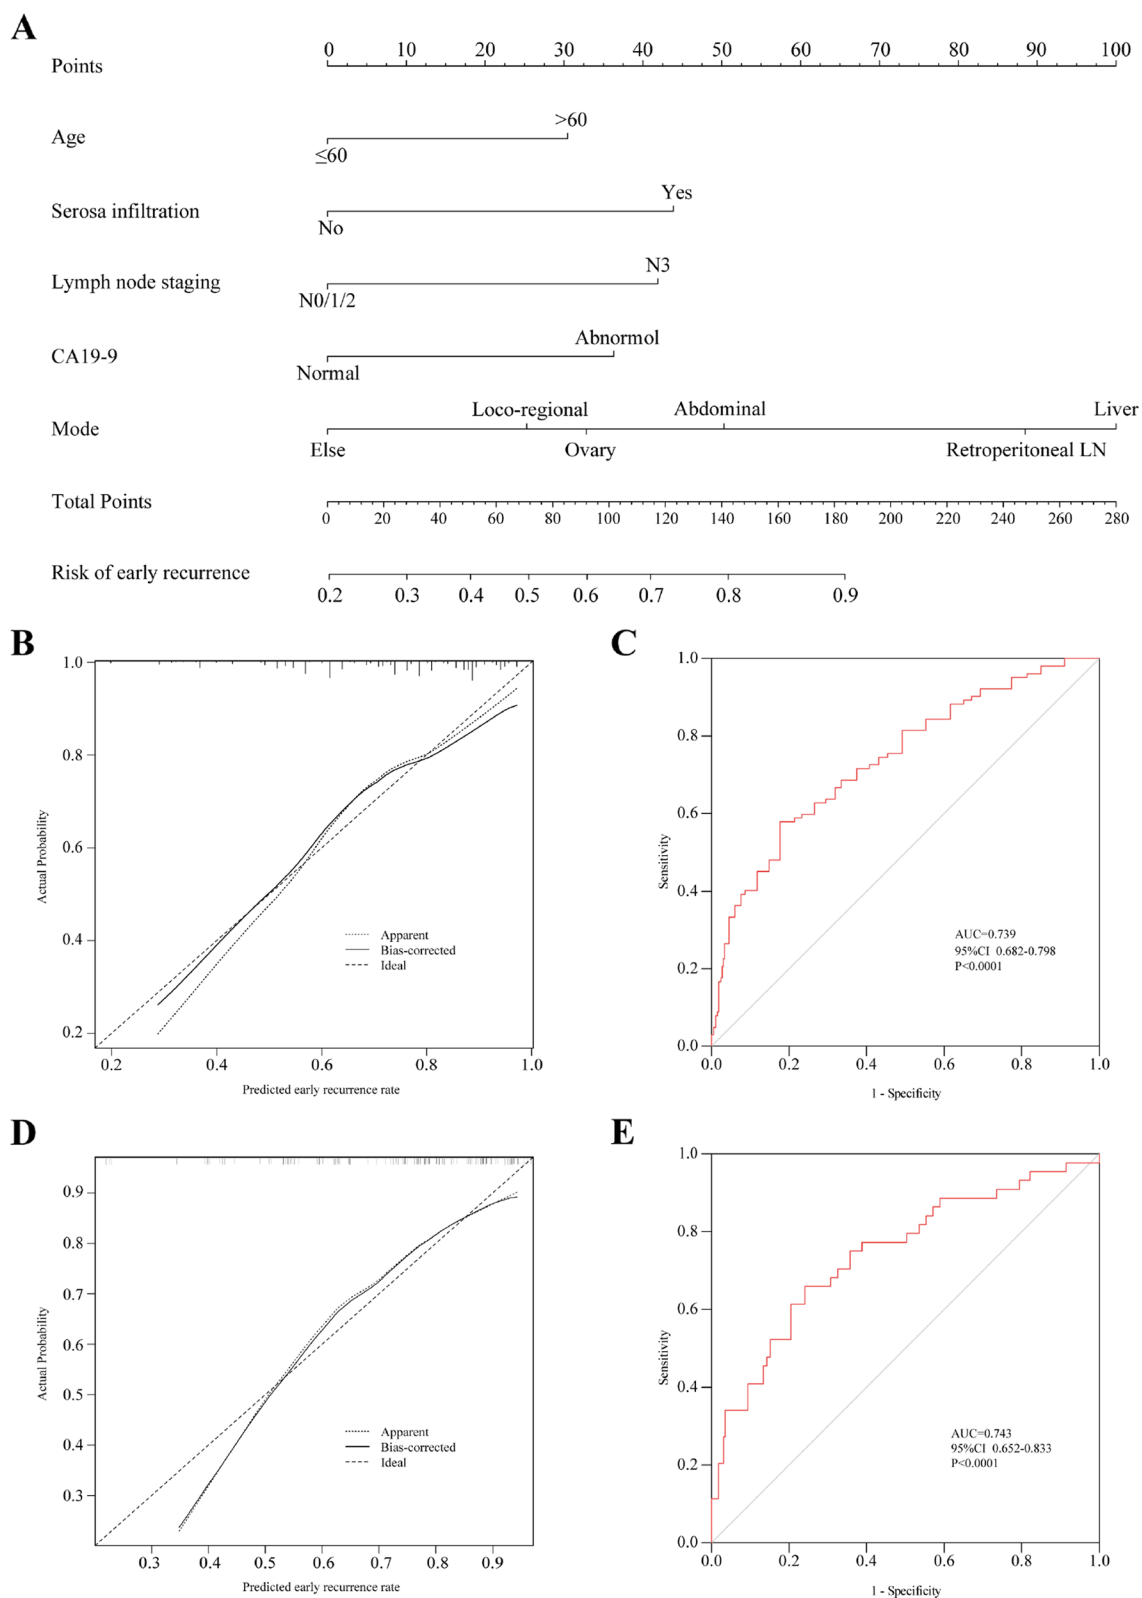 A
Points
0 10 20 30 40 50 60 70 80 90 100
Age
>60
≤60
Serosa infiltration
Yes
No
Lymph node staging
N3
N0/1/2
CA19-9
Abnormol
Normal
Mode
Loco-regional Abdominal Liver
Else Ovary Retroperitoneal LN
Total Points
0 20 40 60 80 100 120 140 160 180 200 220 240 260 280
Risk of early recurrence
0.2 0.3 0.4 0.5 0.6 0.7 0.8 0.9
B
1.0
0.8
0.6
0.4
0.2
Actual Probability
Apparent
Bias-corrected
Ideal
0.2 0.4 0.6 0.8 1.0
Predicted early recurrence rate
C
1.0
0.8
0.6
0.4
0.2
0.0
Sensitivity
AUC=0.739
95%CI 0.682-0.798
P<0.0001
0.0 0.2 0.4 0.6 0.8 1.0
1 - Specificity
D
0.9
0.8
0.7
0.6
0.5
0.4
0.3
Actual Probability
Apparent
Bias-corrected
Ideal
0.3 0.4 0.5 0.6 0.7 0.8 0.9
Predicted early recurrence rate
E
1.0
0.8
0.6
0.4
0.2
0.0
Sensitivity
AUC=0.743
95%CI 0.652-0.833
P<0.0001
0.0 0.2 0.4 0.6 0.8 1.0
1 - Specificity